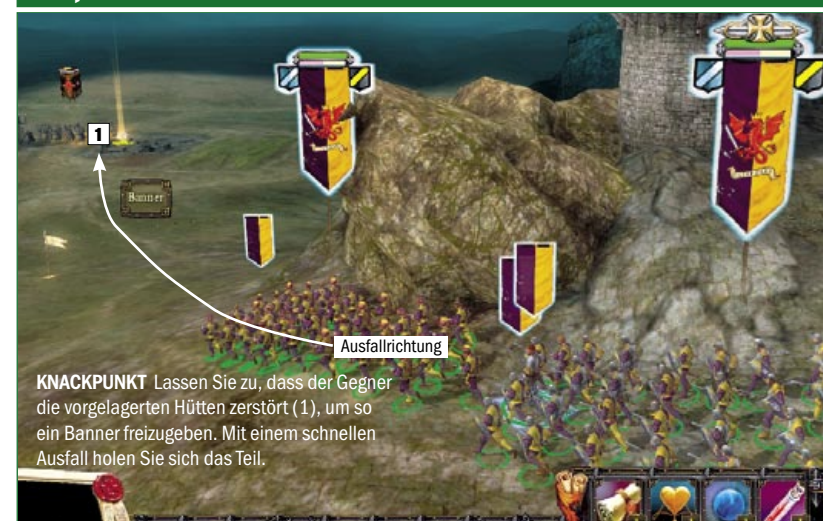 1
Banner
Ausfallrichtung
KNACKPUNKT Lassen Sie zu, dass der Gegner
die vorgelagerten Hütten zerstört (1), um so
ein Banner freizugeben. Mit einem schnellen
Ausfall holen Sie sich das Teil.